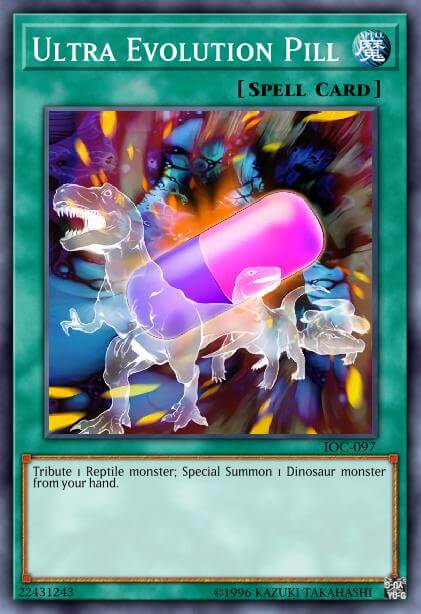 ULTRA EVOLUTION PILL
魔
[SPELL CARD]
IOC-097
Tribute 1 Reptile monster; Special Summon 1 Dinosaur monster
from your hand.
22431243
©1996 KAZUKI TAKAHASHI